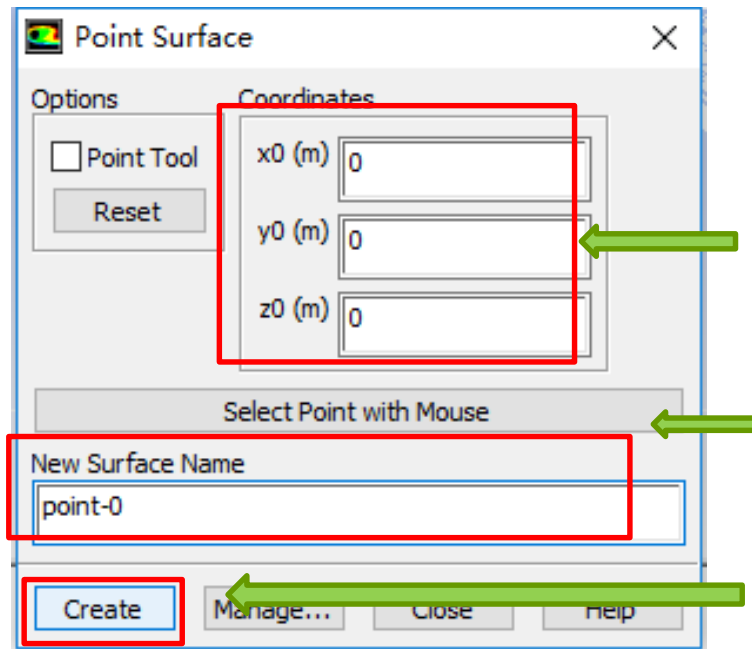 Point Surface
Options
Coordinates
Point Tool
Reset
x0 (m) 0
y0 (m) 0
z0 (m) 0
Select Point with Mouse
New Surface Name
point-0
Create Manage... Close Help